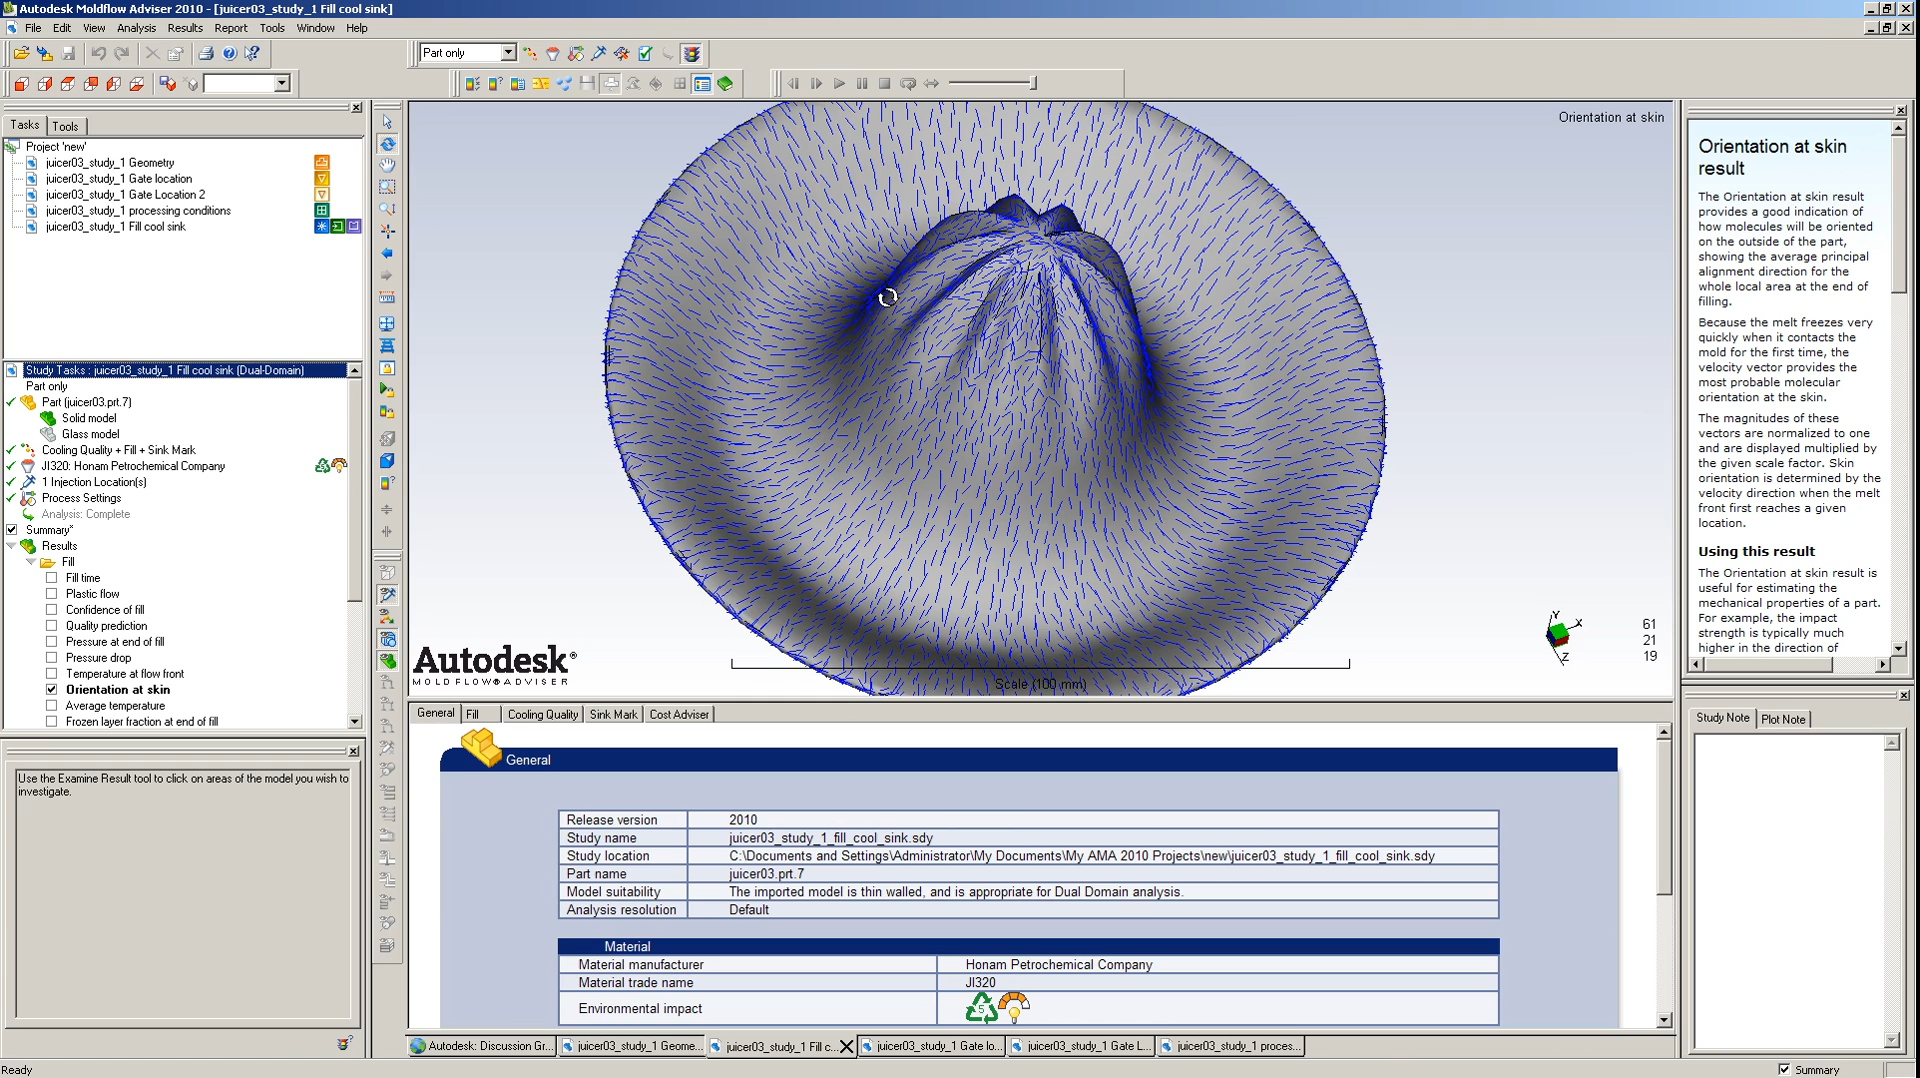 Autodesk Moldflow Adviser 2010 - [juicer03_study_1 Fill cool sink]
File Edit View Analysis Results Report Tools Window Help
Part only
Tasks Tools
Project 'new'
juicer03_study_1 Geometry
juicer03_study_1 Gate location
juicer03_study_1 Gate Location 2
juicer03_study_1 processing conditions
juicer03_study_1 Fill cool sink
Study Tasks : juicer03_study_1 Fill cool sink (Dual-Domain)
Part only
Part (juicer03.prt.7)
Solid model
Glass model
Cooling Quality + Fill + Sink Mark
JI320: Honam Petrochemical Company
1 Injection Location(s)
Process Settings
Analysis: Complete
Summary*
Results
Fill
Fill time
Plastic flow
Confidence of fill
Quality prediction
Pressure at end of fill
Pressure drop
Temperature at flow front
Orientation at skin
Average temperature
Frozen layer fraction at end of fill
Use the Examine Result tool to click on areas of the model you wish to
investigate.
Orientation at skin
Y
X
Z
61
21
19
Autodesk®
MOLDFLOW®ADVISER
Scale (100 mm)
General Fill Cooling Quality Sink Mark Cost Adviser
General
Release version 2010
Study name juicer03_study_1_fill_cool_sink.sdy
Study location C:\Documents and Settings\Administrator\My Documents\My AMA 2010 Projects\new\juicer03_study_1_fill_cool_sink.sdy
Part name juicer03.prt.7
Model suitability The imported model is thin walled, and is appropriate for Dual Domain analysis.
Analysis resolution Default
Material
Material manufacturer Honam Petrochemical Company
Material trade name JI320
Environmental impact 5
Autodesk: Discussion Gr... juicer03_study_1 Geome... juicer03_study_1 Fill c... juicer03_study_1 Gate lo... juicer03_study_1 Gate L... juicer03_study_1 proces...
Orientation at skin
result
The Orientation at skin result
provides a good indication of
how molecules will be oriented
on the outside of the part,
showing the average principal
alignment direction for the
whole local area at the end of
filling.
Because the melt freezes very
quickly when it contacts the
mold for the first time, the
velocity vector provides the
most probable molecular
orientation at the skin.
The magnitudes of these
vectors are normalized to one
and are displayed multiplied by
the given scale factor. Skin
orientation is determined by the
velocity direction when the melt
front first reaches a given
location.
Using this result
The Orientation at skin result is
useful for estimating the
mechanical properties of a part.
For example, the impact
strength is typically much
higher in the direction of
Study Note Plot Note
Ready
Summary